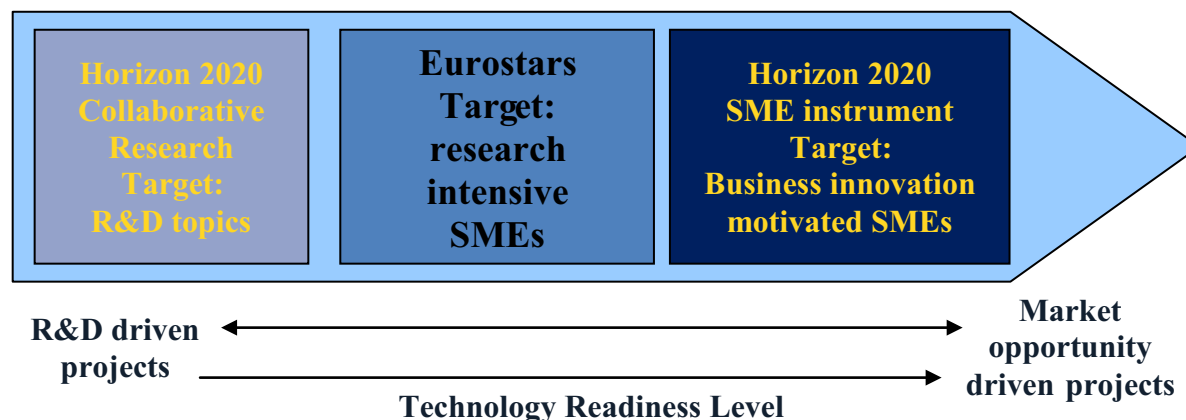 Horizon 2020
Collaborative
Research
Target:
R&D topics
Eurostars
Target:
research
intensive
SMEs
Horizon 2020
SME instrument
Target:
Business innovation
motivated SMEs
R&D driven
projects
Market
opportunity
driven projects
Technology Readiness Level